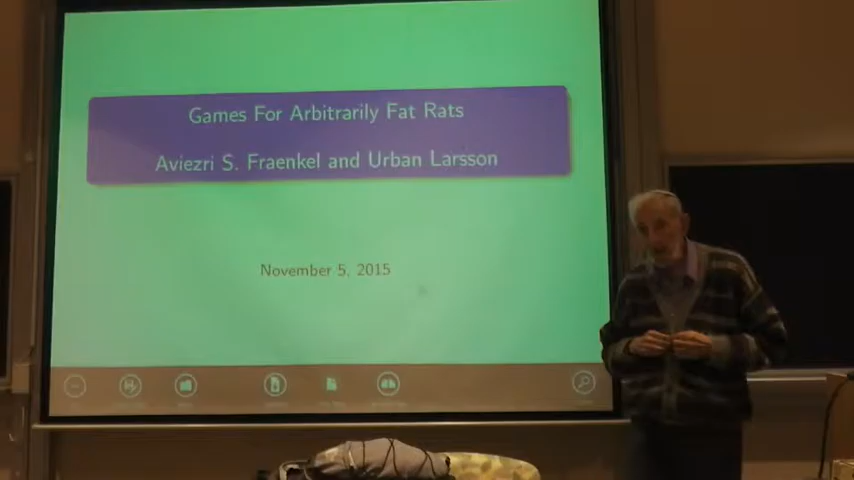 Games For Arbitrarily Fat Rats
Aviezri S. Fraenkel and Urban Larsson
November 5, 2015